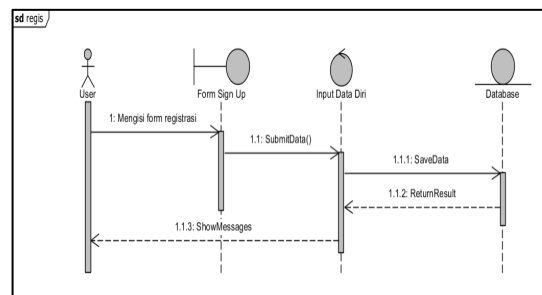 sd regis
User
Form Sign Up
Input Data Diri
Database
1: Mengisi form registrasi
1.1: SubmitData()
1.1.1: SaveData
1.1.2: ReturnResult
1.1.3: ShowMessages